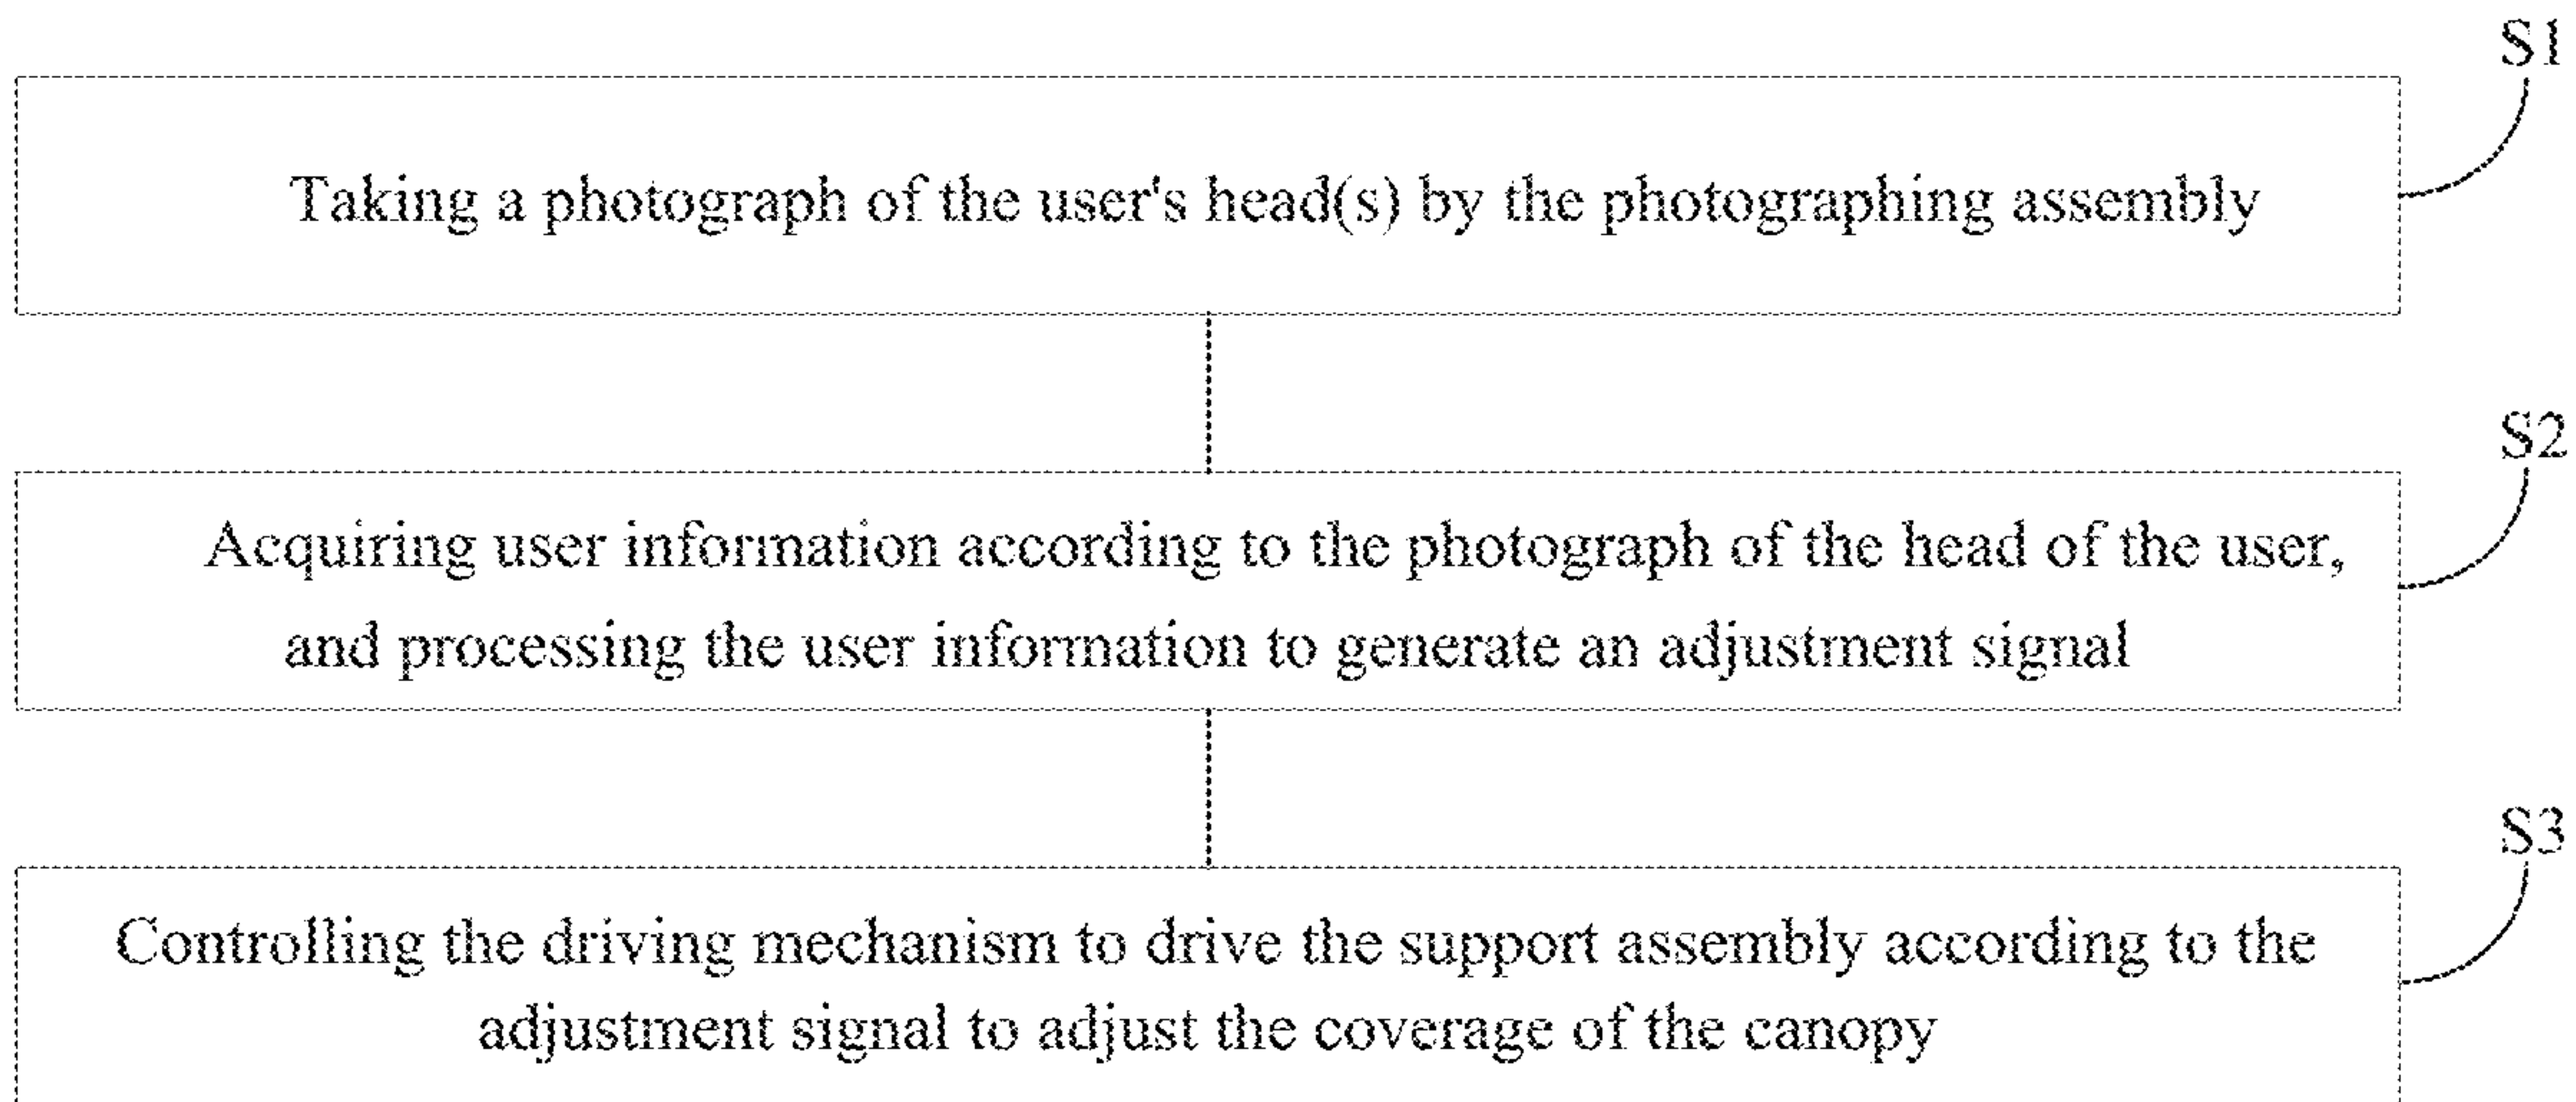 S1
Taking a photograph of the user's head(s) by the photographing assembly
S2
Acquiring user information according to the photograph of the head of the user,
and processing the user information to generate an adjustment signal
S3
Controlling the driving mechanism to drive the support assembly according to the
adjustment signal to adjust the coverage of the canopy